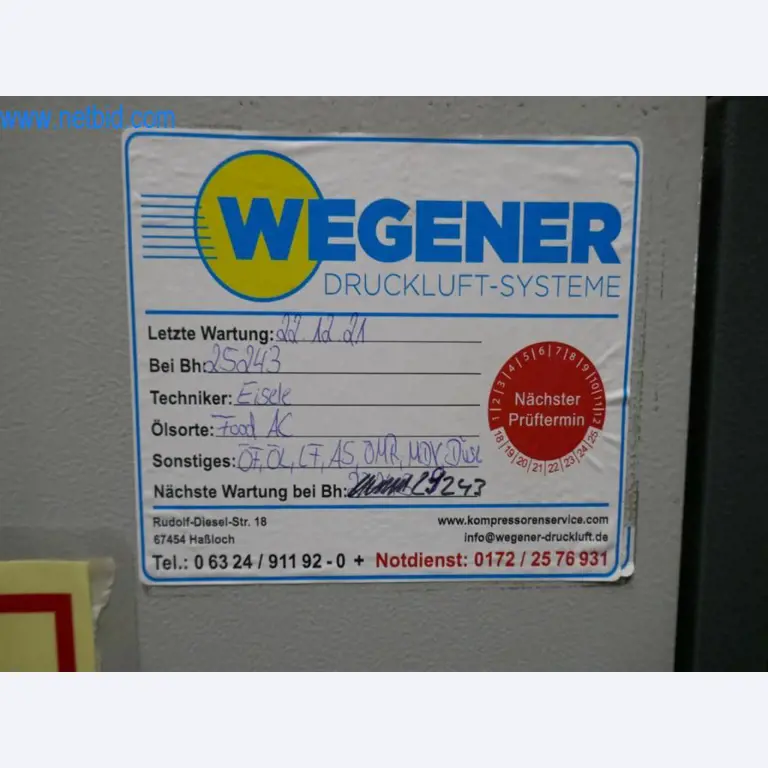 www.netbid.com
WEGENER
DRUCKLUFT-SYSTEME
Letzte Wartung: 22.12.21
Bei Bh: 25243
Techniker: Eisele
Ölsorte: Food AC
Sonstiges: ÖF, ÖL, LF, AS, OMR, MDV
Nächste Wartung bei Bh: 29243
1 2 3 4 5 6 7 8 9 10 11 12
Nächster
Prüftermin
18 19 20 21 22 23 24 25
Rudolf-Diesel-Str. 18
67454 Haßloch
www.kompressorenservice.com
info@wegener-druckluft.de
Tel.: 0 63 24 / 911 92 - 0 + Notdienst: 0172 / 25 76 931